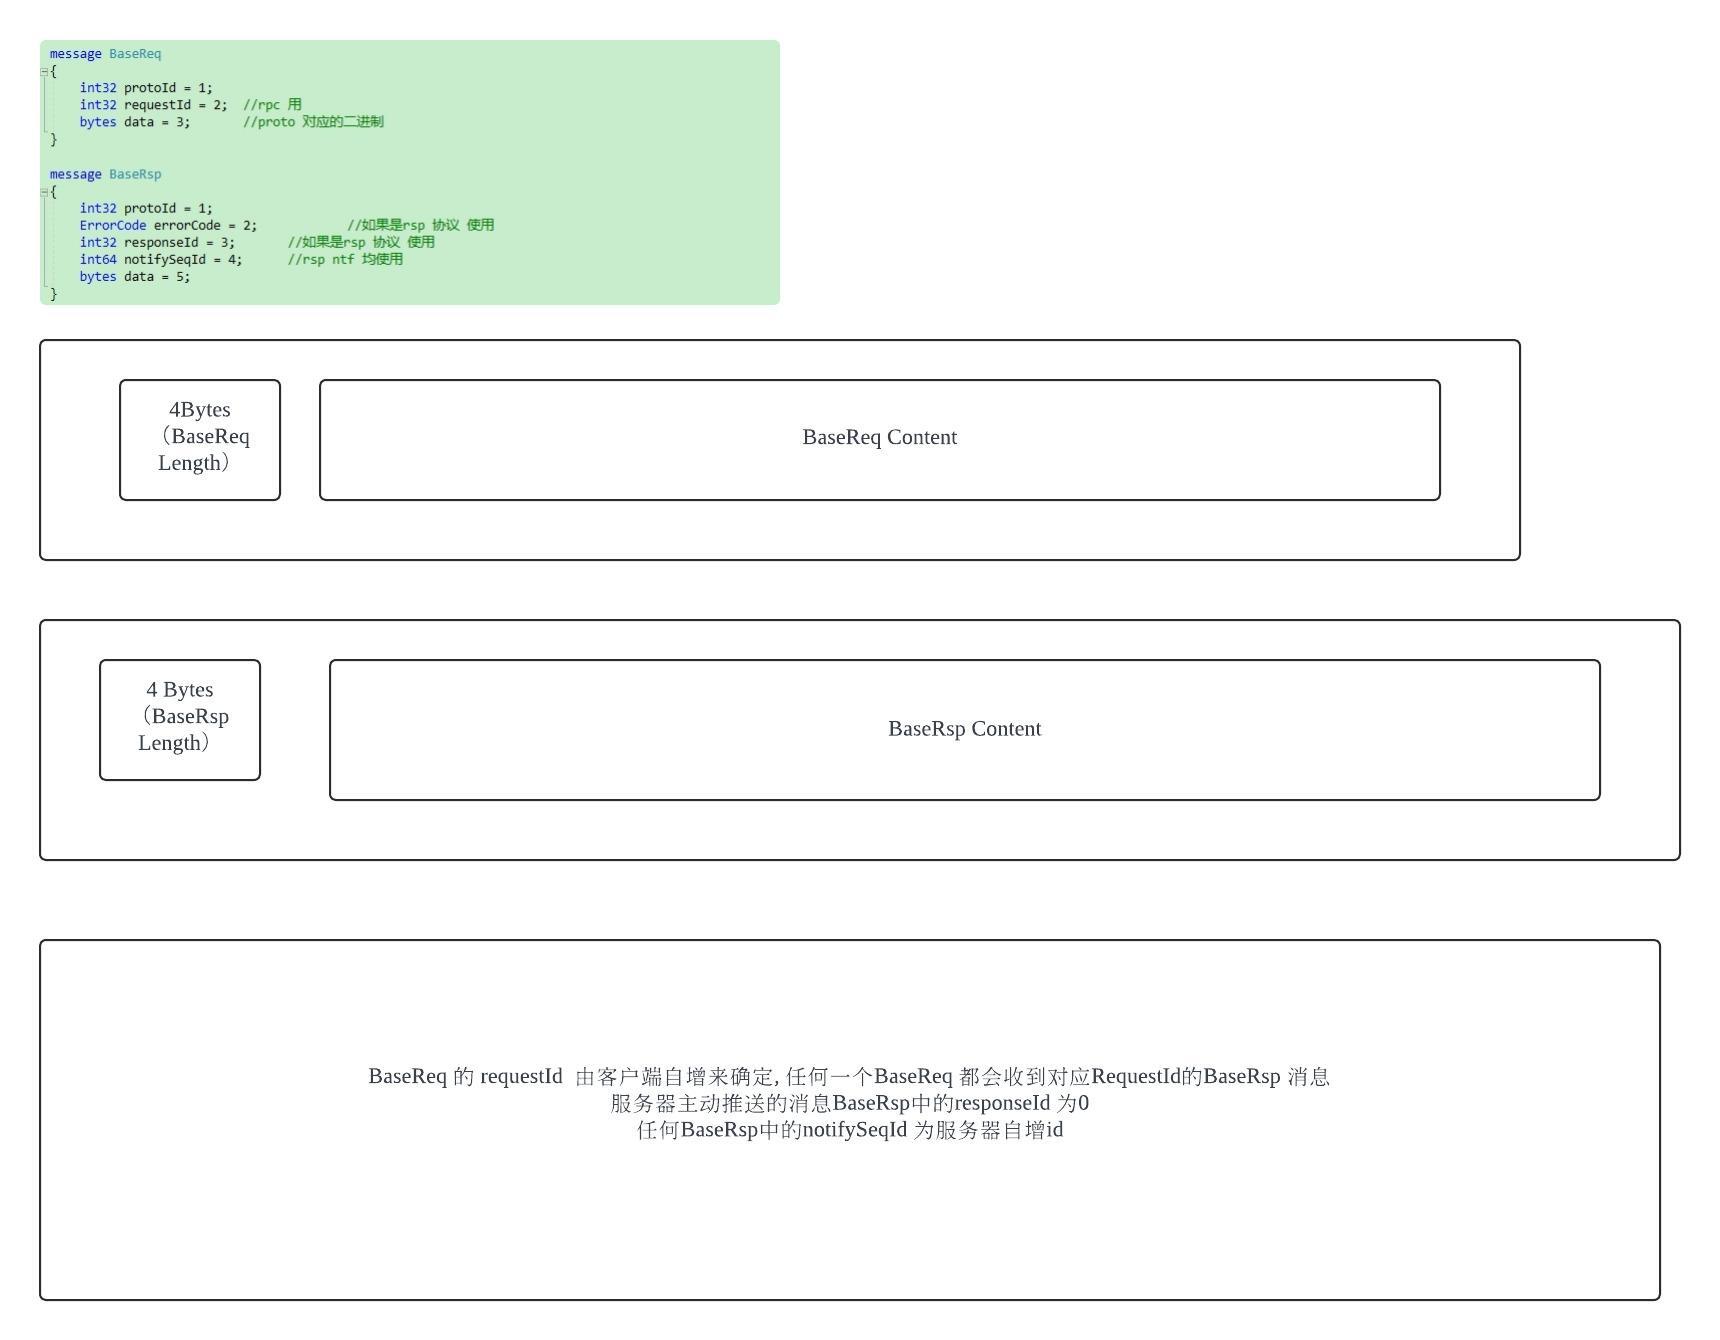 message BaseReq
{
int32 protoId = 1;
int32 requestId = 2; //rpc 用
bytes data = 3; //proto 对应的二进制
}
message BaseRsp
{
int32 protoId = 1;
ErrorCode errorCode = 2; //如果是rsp 协议 使用
int32 responseId = 3; //如果是rsp 协议 使用
int64 notifySeqId = 4; //rsp ntf 均使用
bytes data = 5;
}
4Bytes
（BaseReq
Length）
BaseReq Content
4 Bytes
（BaseRsp
Length）
BaseRsp Content
BaseReq 的 requestId 由客户端自增来确定, 任何一个BaseReq 都会收到对应RequestId的BaseRsp 消息
服务器主动推送的消息BaseRsp中的responseId 为0
任何BaseRsp中的notifySeqId 为服务器自增id